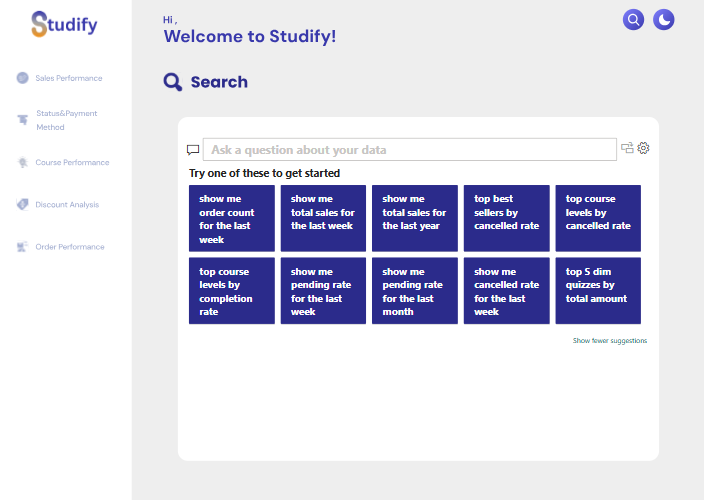 Studify
Sales Performance
Status&Payment
Method
Course Performance
Discount Analysis
Order Performance
Hi ,
Welcome to Studify!
Search
Ask a question about your data
Try one of these to get started
show me
order count
for the last
week
show me
total sales for
the last week
show me
total sales for
the last year
top best
sellers by
cancelled rate
top course
levels by
cancelled rate
top course
levels by
completion
rate
show me
pending rate
for the last
week
show me
pending rate
for the last
month
show me
cancelled rate
for the last
week
top 5 dim
quizzes by
total amount
Show fewer suggestions